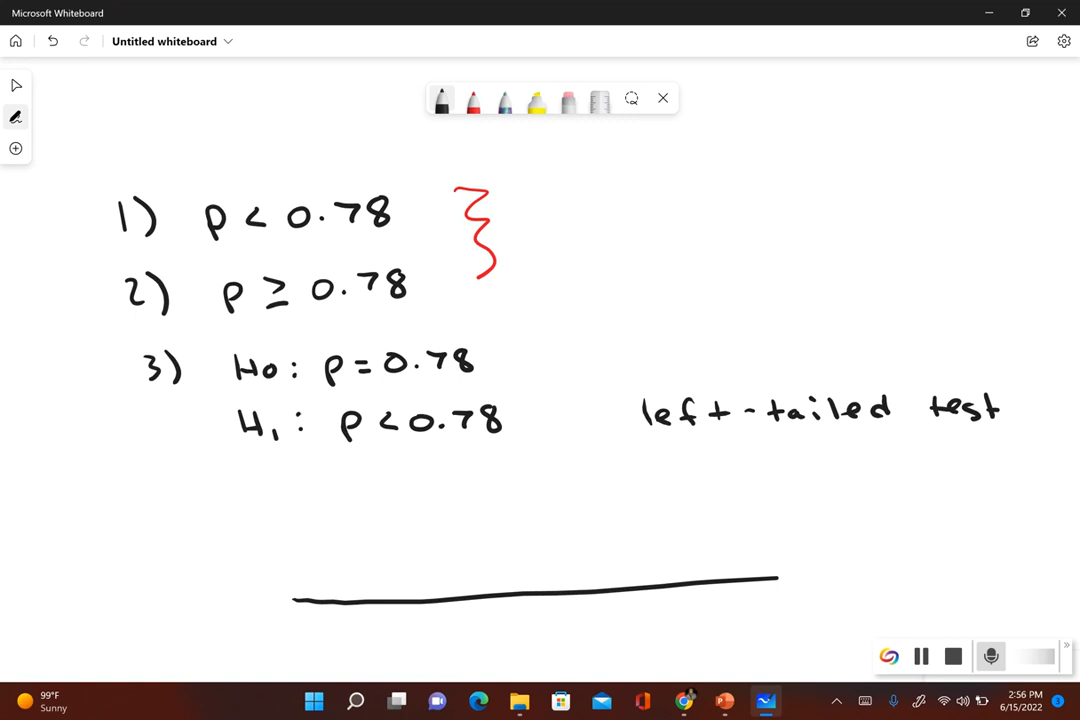 Microsoft Whiteboard
Untitled whiteboard
1) p < 0.78
2) p ≥ 0.78
3) Ho: p = 0.78
H₁: p < 0.78
left-tailed test
99°F
Sunny
2:56 PM
6/15/2022
3